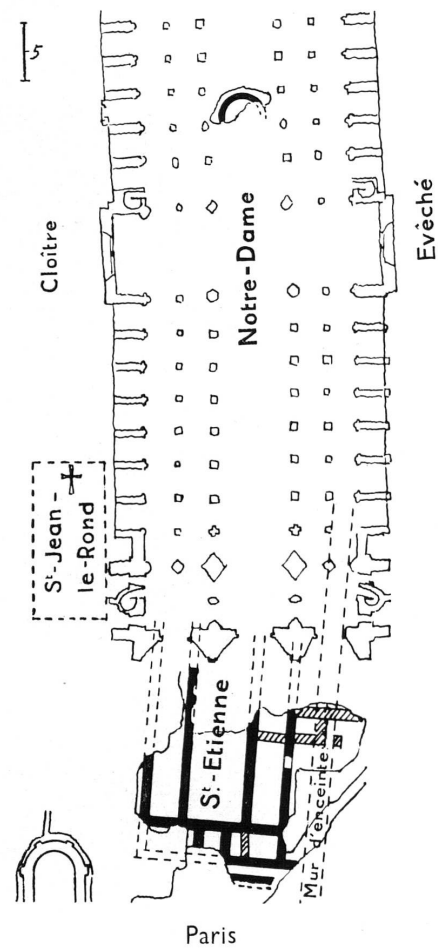 5
Cloître
Notre-Dame
Evêché
St-Jean-
le-Rond
St-Etienne
Mur d'enceinte
Paris